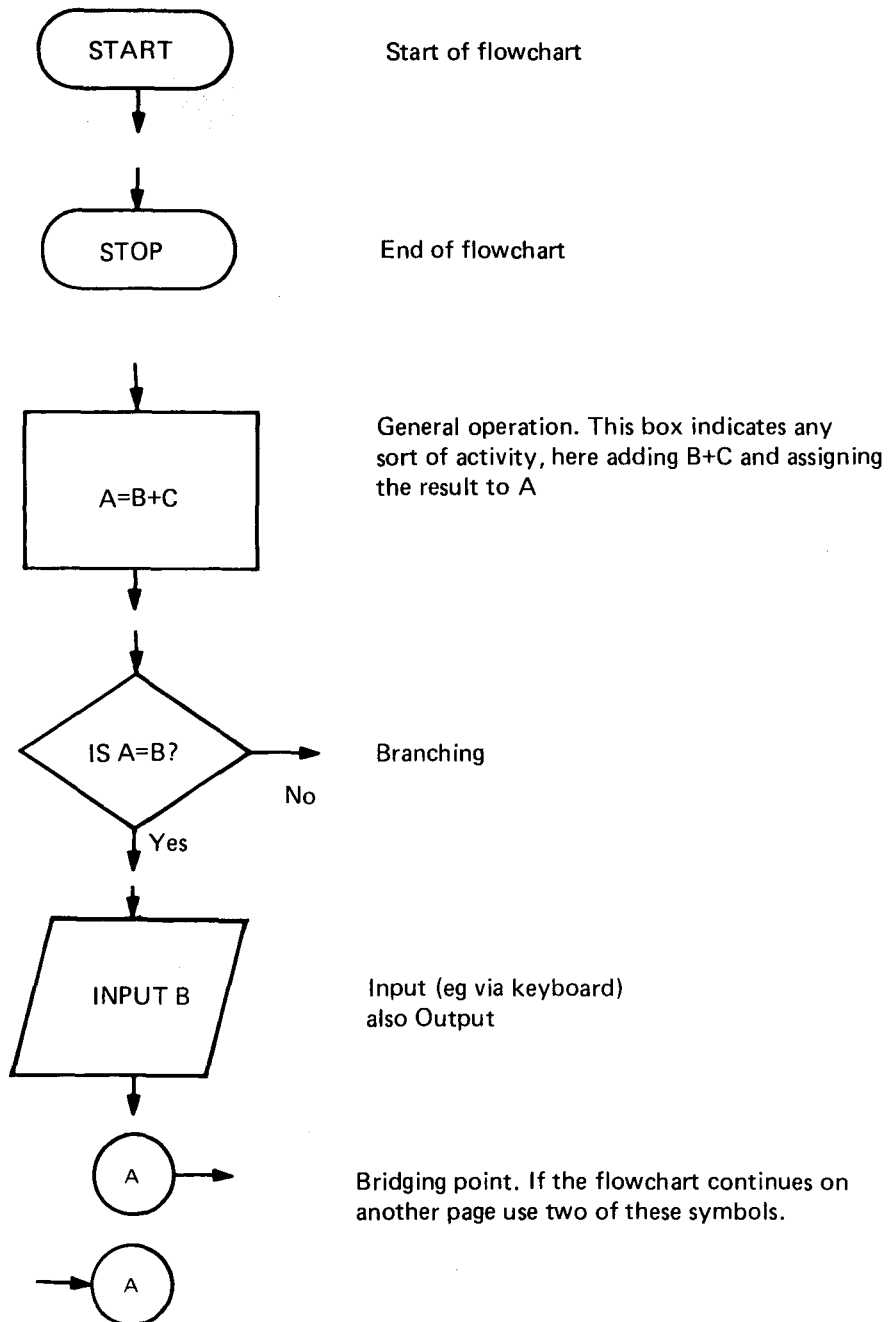 START
Start of flowchart
STOP
End of flowchart
A=B+C
General operation. This box indicates any
sort of activity, here adding B+C and assigning
the result to A
IS A=B?
No
Yes
Branching
INPUT B
Input (eg via keyboard)
also Output
A
Bridging point. If the flowchart continues on
another page use two of these symbols.
A